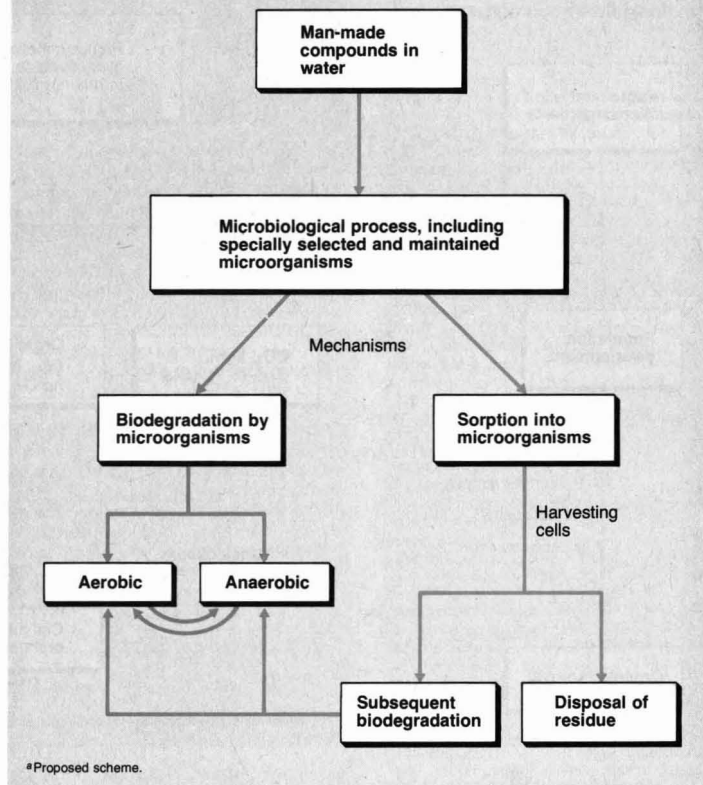 Man-made
compounds in
water
Microbiological process, including
specially selected and maintained
microorganisms
Mechanisms
Biodegradation by
microorganisms
Sorption into
microorganisms
Harvesting
cells
Aerobic
Anaerobic
Subsequent
biodegradation
Disposal of
residue
ᵃProposed scheme.